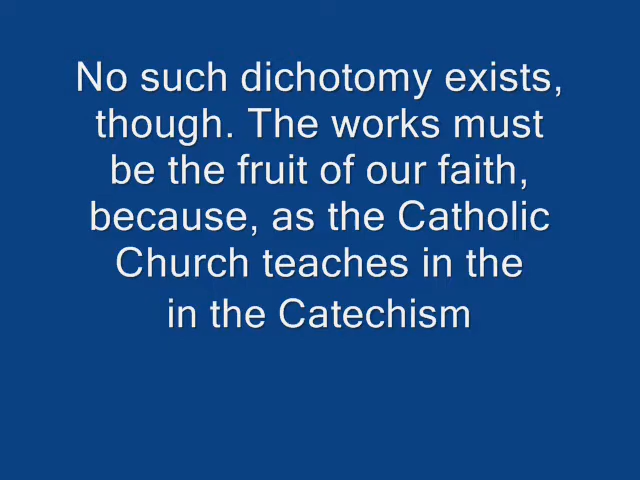 No such dichotomy exists,
though. The works must
be the fruit of our faith,
because, as the Catholic
Church teaches in the
in the Catechism